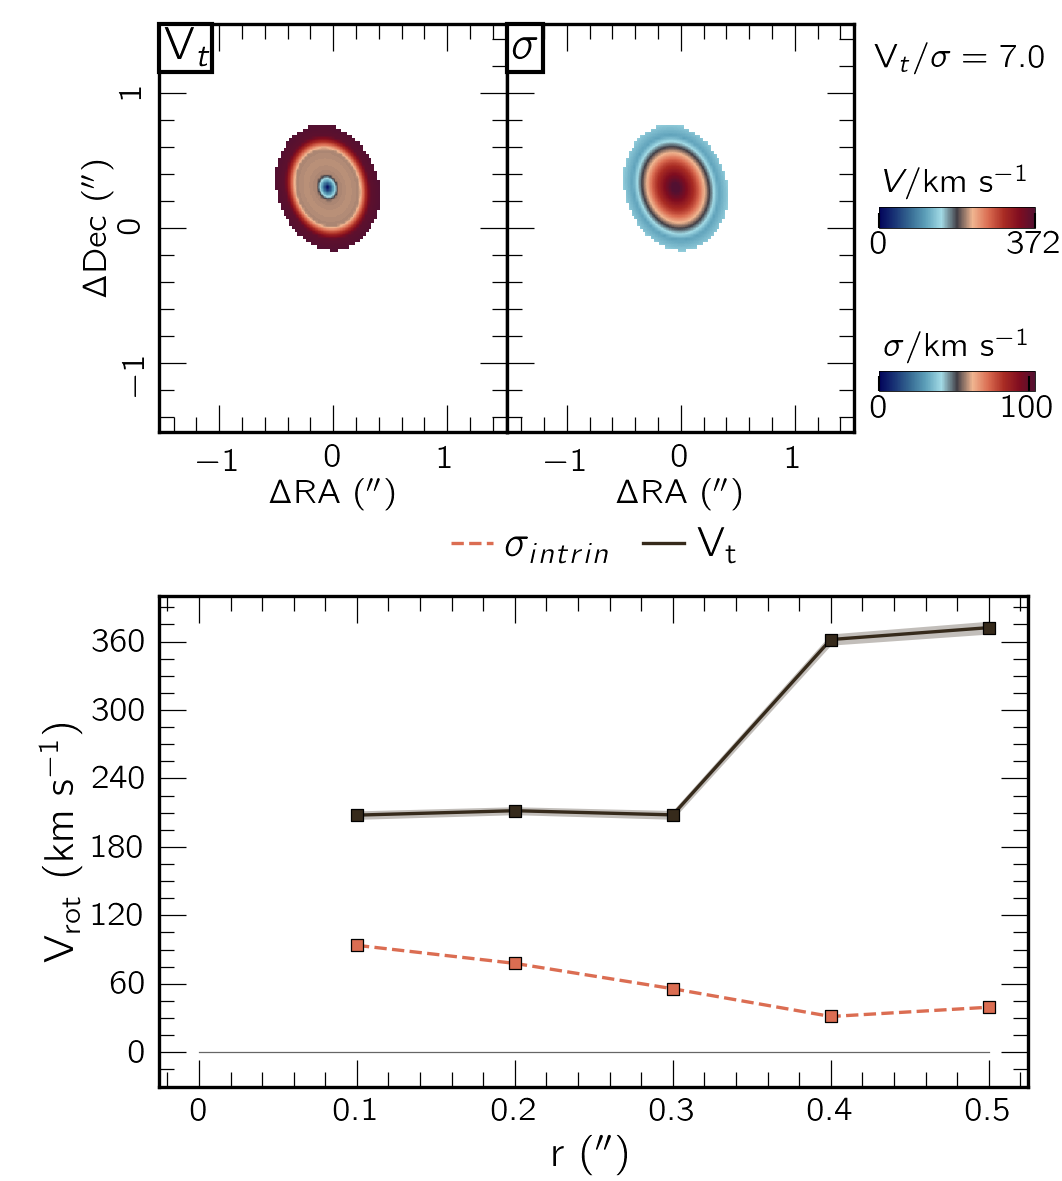 V_t
σ
V_t/σ = 7.0
1
0
−1
ΔDec (″)
−1 0 1
ΔRA (″)
−1 0 1
ΔRA (″)
V/km s⁻¹
0 372
σ/km s⁻¹
0 100
σ_intrin V_t
360
300
240
180
120
60
0
V_rot (km s⁻¹)
0 0.1 0.2 0.3 0.4 0.5
r (″)